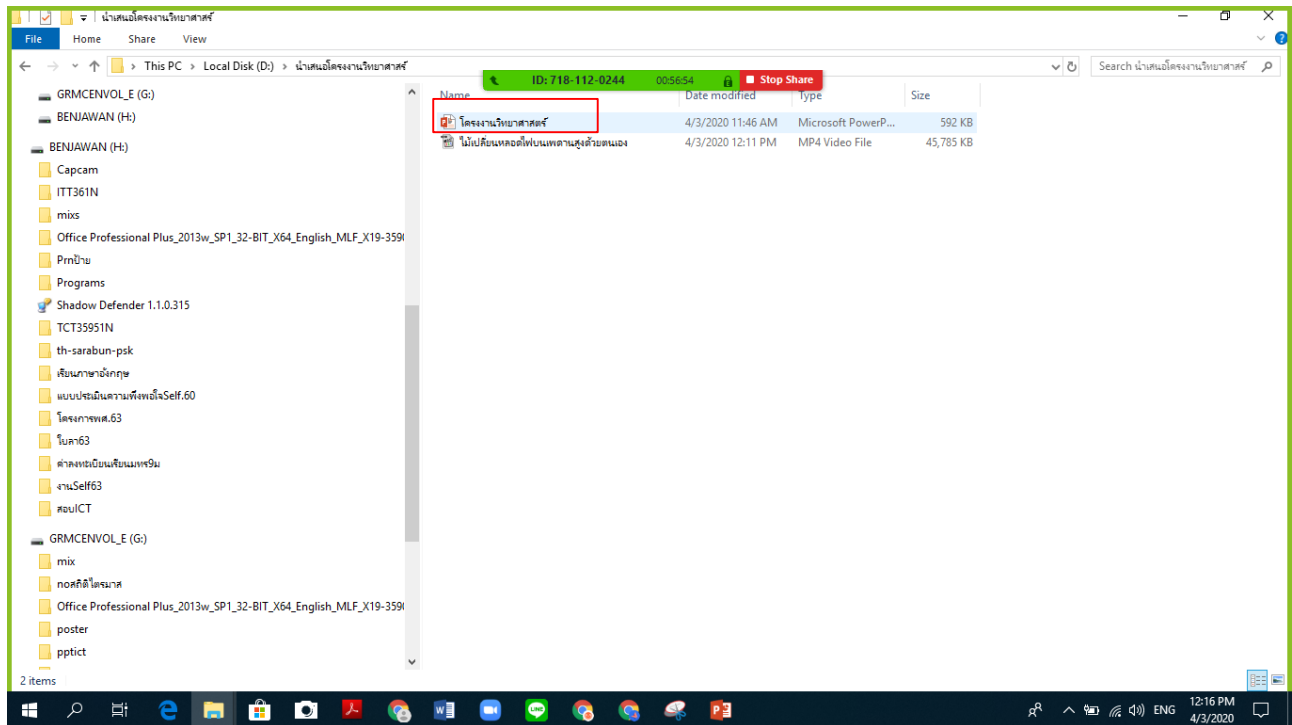 นำเสนอโครงงานวิทยาศาสร์
File Home Share View
This PC > Local Disk (D:) > นำเสนอโครงงานวิทยาศาสร์
Search นำเสนอโครงงานวิทยาศาสร์
ID: 718-112-0244 00:56:54 Stop Share
Name Date modified Type Size
โครงงานวิทยาศาสตร์ 4/3/2020 11:46 AM Microsoft PowerP... 592 KB
ไม้เปลี่ยนหลอดไฟบนเพดานสูงด้วยตนเอง 4/3/2020 12:11 PM MP4 Video File 45,785 KB
GRMCENVOL_E (G:)
BENJAWAN (H:)
BENJAWAN (H:)
Capcam
ITT361N
mixs
Office Professional Plus_2013w_SP1_32-BIT_X64_English_MLF_X19-359
Prnป้าย
Programs
Shadow Defender 1.1.0.315
TCT35951N
th-sarabun-psk
เรียนภาษาอังกฤษ
แบบประเมินความพึงพอใจSelf.60
โครงการพศ.63
ใบลา63
ค่าลงทะเบียนเรียนมทร9ม
งานSelf63
สอบICT
GRMCENVOL_E (G:)
mix
Office Professional Plus_2013w_SP1_32-BIT_X64_English_MLF_X19-359
poster
pptict
2 items
ENG 12:16 PM
4/3/2020